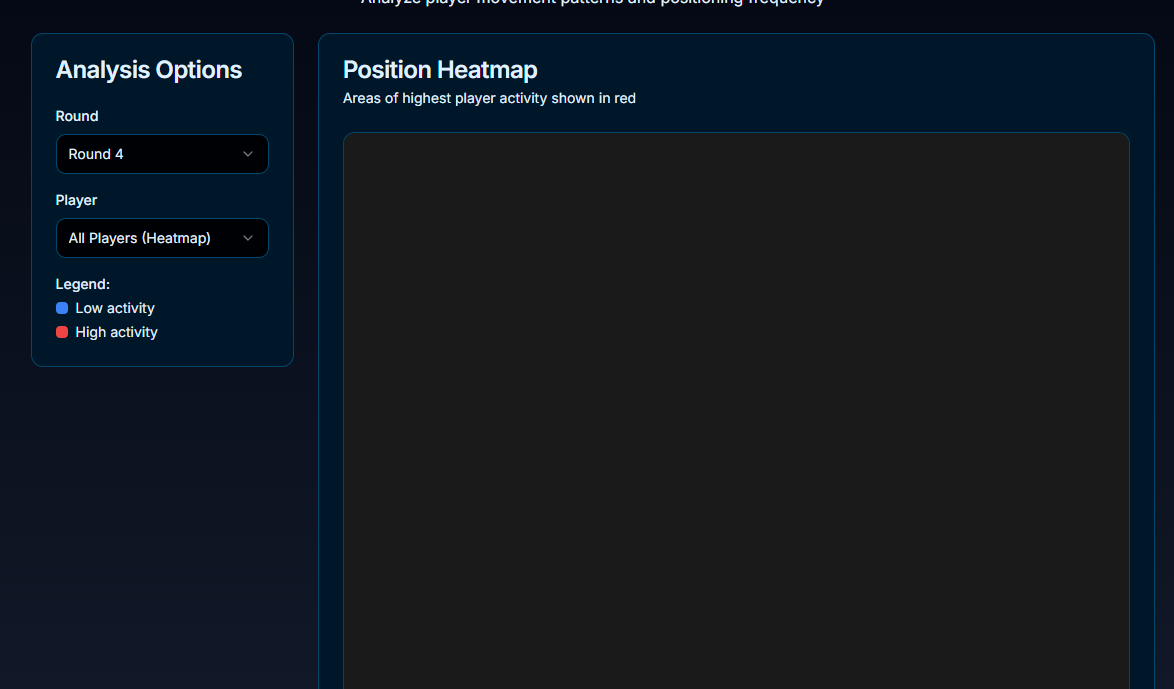 Analyze player movement patterns and positioning frequency
Analysis Options
Round
Round 4
Player
All Players (Heatmap)
Legend:
Low activity
High activity
Position Heatmap
Areas of highest player activity shown in red